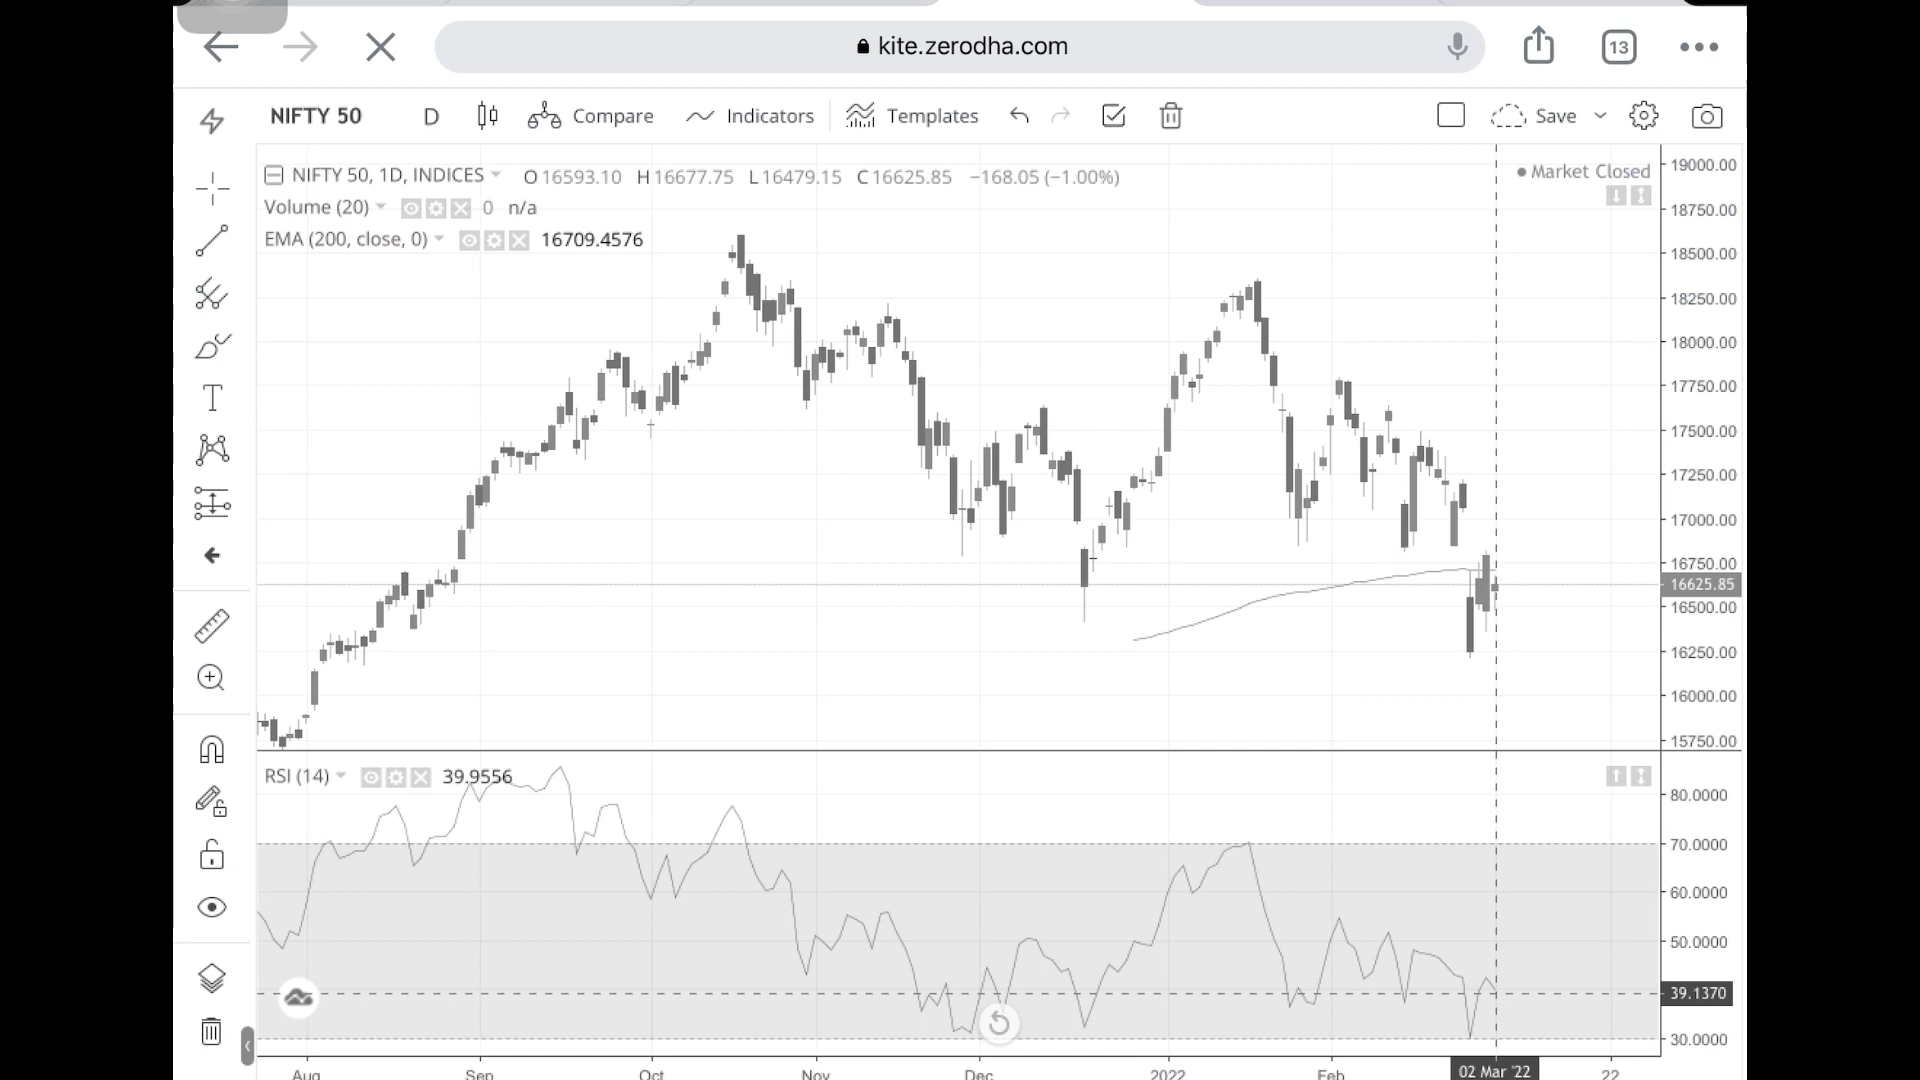 kite.zerodha.com
13
NIFTY 50 D Compare Indicators Templates Save
NIFTY 50, 1D, INDICES O 16593.10 H 16677.75 L 16479.15 C 16625.85 −168.05 (−1.00%)
Market Closed
Volume (20) 0 n/a
EMA (200, close, 0) 16709.4576
T
19000.00
18750.00
18500.00
18250.00
18000.00
17750.00
17500.00
17250.00
17000.00
16750.00
16625.85
16500.00
16250.00
16000.00
15750.00
RSI (14) 39.9556
80.0000
70.0000
60.0000
50.0000
39.1370
30.0000
Aug Sep Oct Nov Dec 2022 Feb 02 Mar '22 22